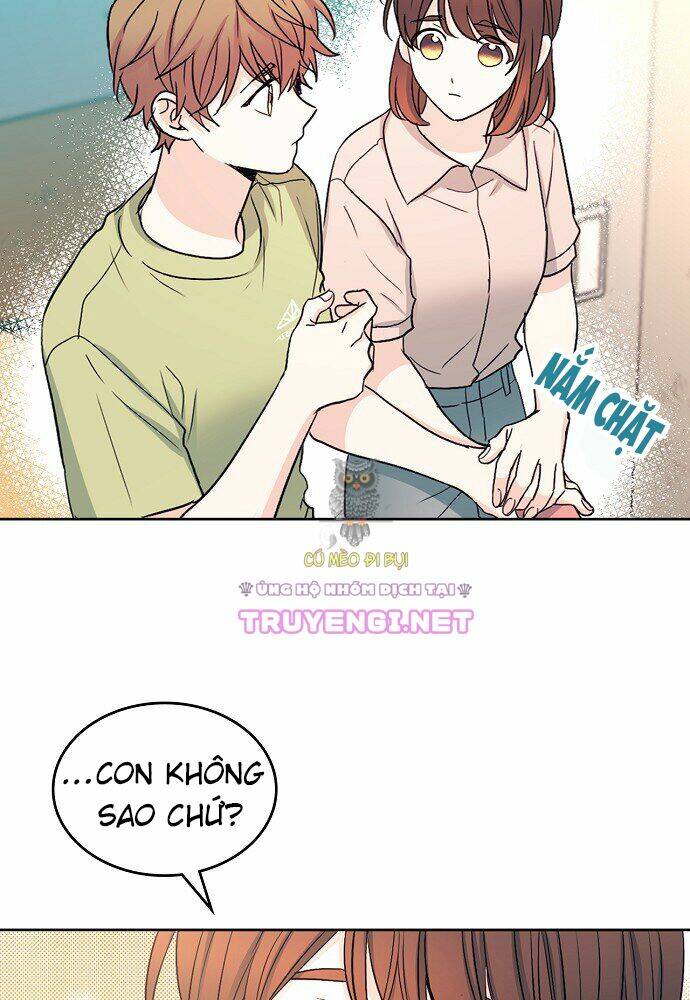 NẮM CHẶT
CÚ MÈO ĐI BỤI
ỦNG HỘ NHÓM DỊCH TẠI
TRUYENGI.NET
...CON KHÔNG
SAO CHỨ?